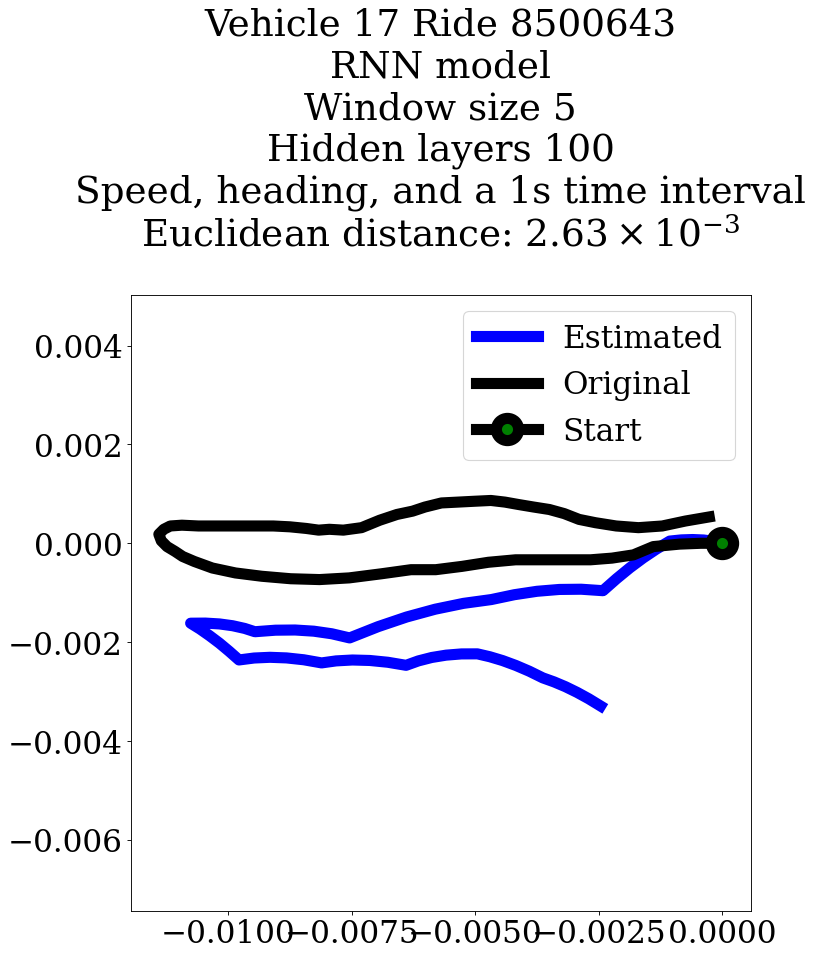 Vehicle 17 Ride 8500643
RNN model
Window size 5
Hidden layers 100
Speed, heading, and a 1s time interval
Euclidean distance: 2.63 × 10⁻³
Estimated
Original
Start
0.004
0.002
0.000
−0.002
−0.004
−0.006
−0.0100 −0.0075 −0.0050 −0.0025 0.0000